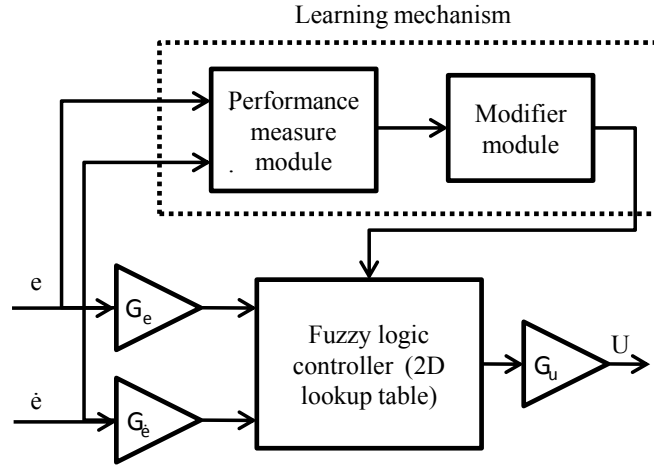 Learning mechanism
Performance
measure
module
Modifier
module
e
Ge
Fuzzy logic
controller (2D
lookup table)
Gu
U
ė
Gė